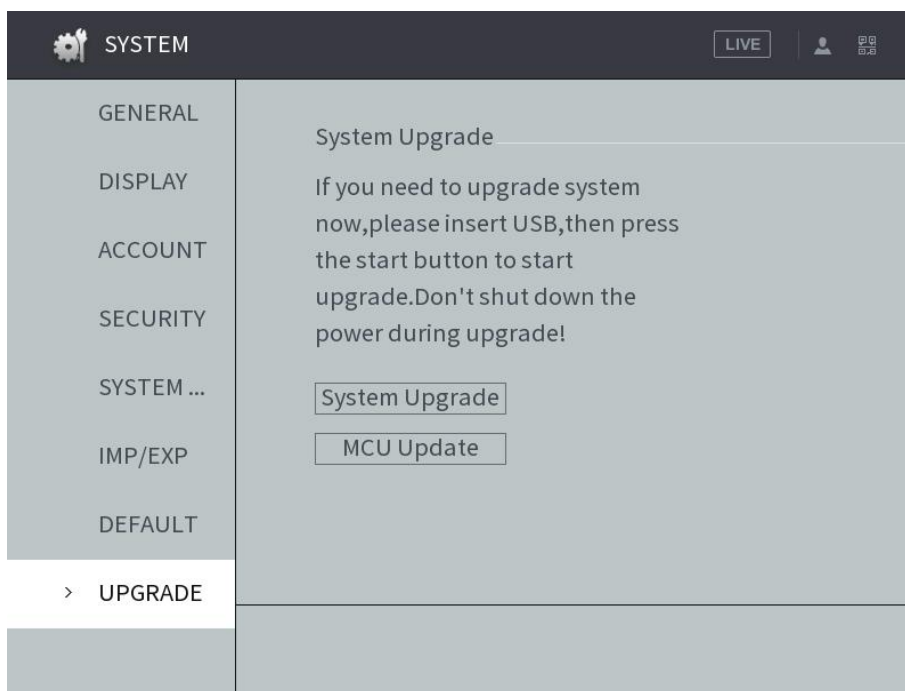 SYSTEM
LIVE
GENERAL
DISPLAY
ACCOUNT
SECURITY
SYSTEM ...
IMP/EXP
DEFAULT
> UPGRADE
System Upgrade
If you need to upgrade system
now,please insert USB,then press
the start button to start
upgrade.Don't shut down the
power during upgrade!
System Upgrade
MCU Update